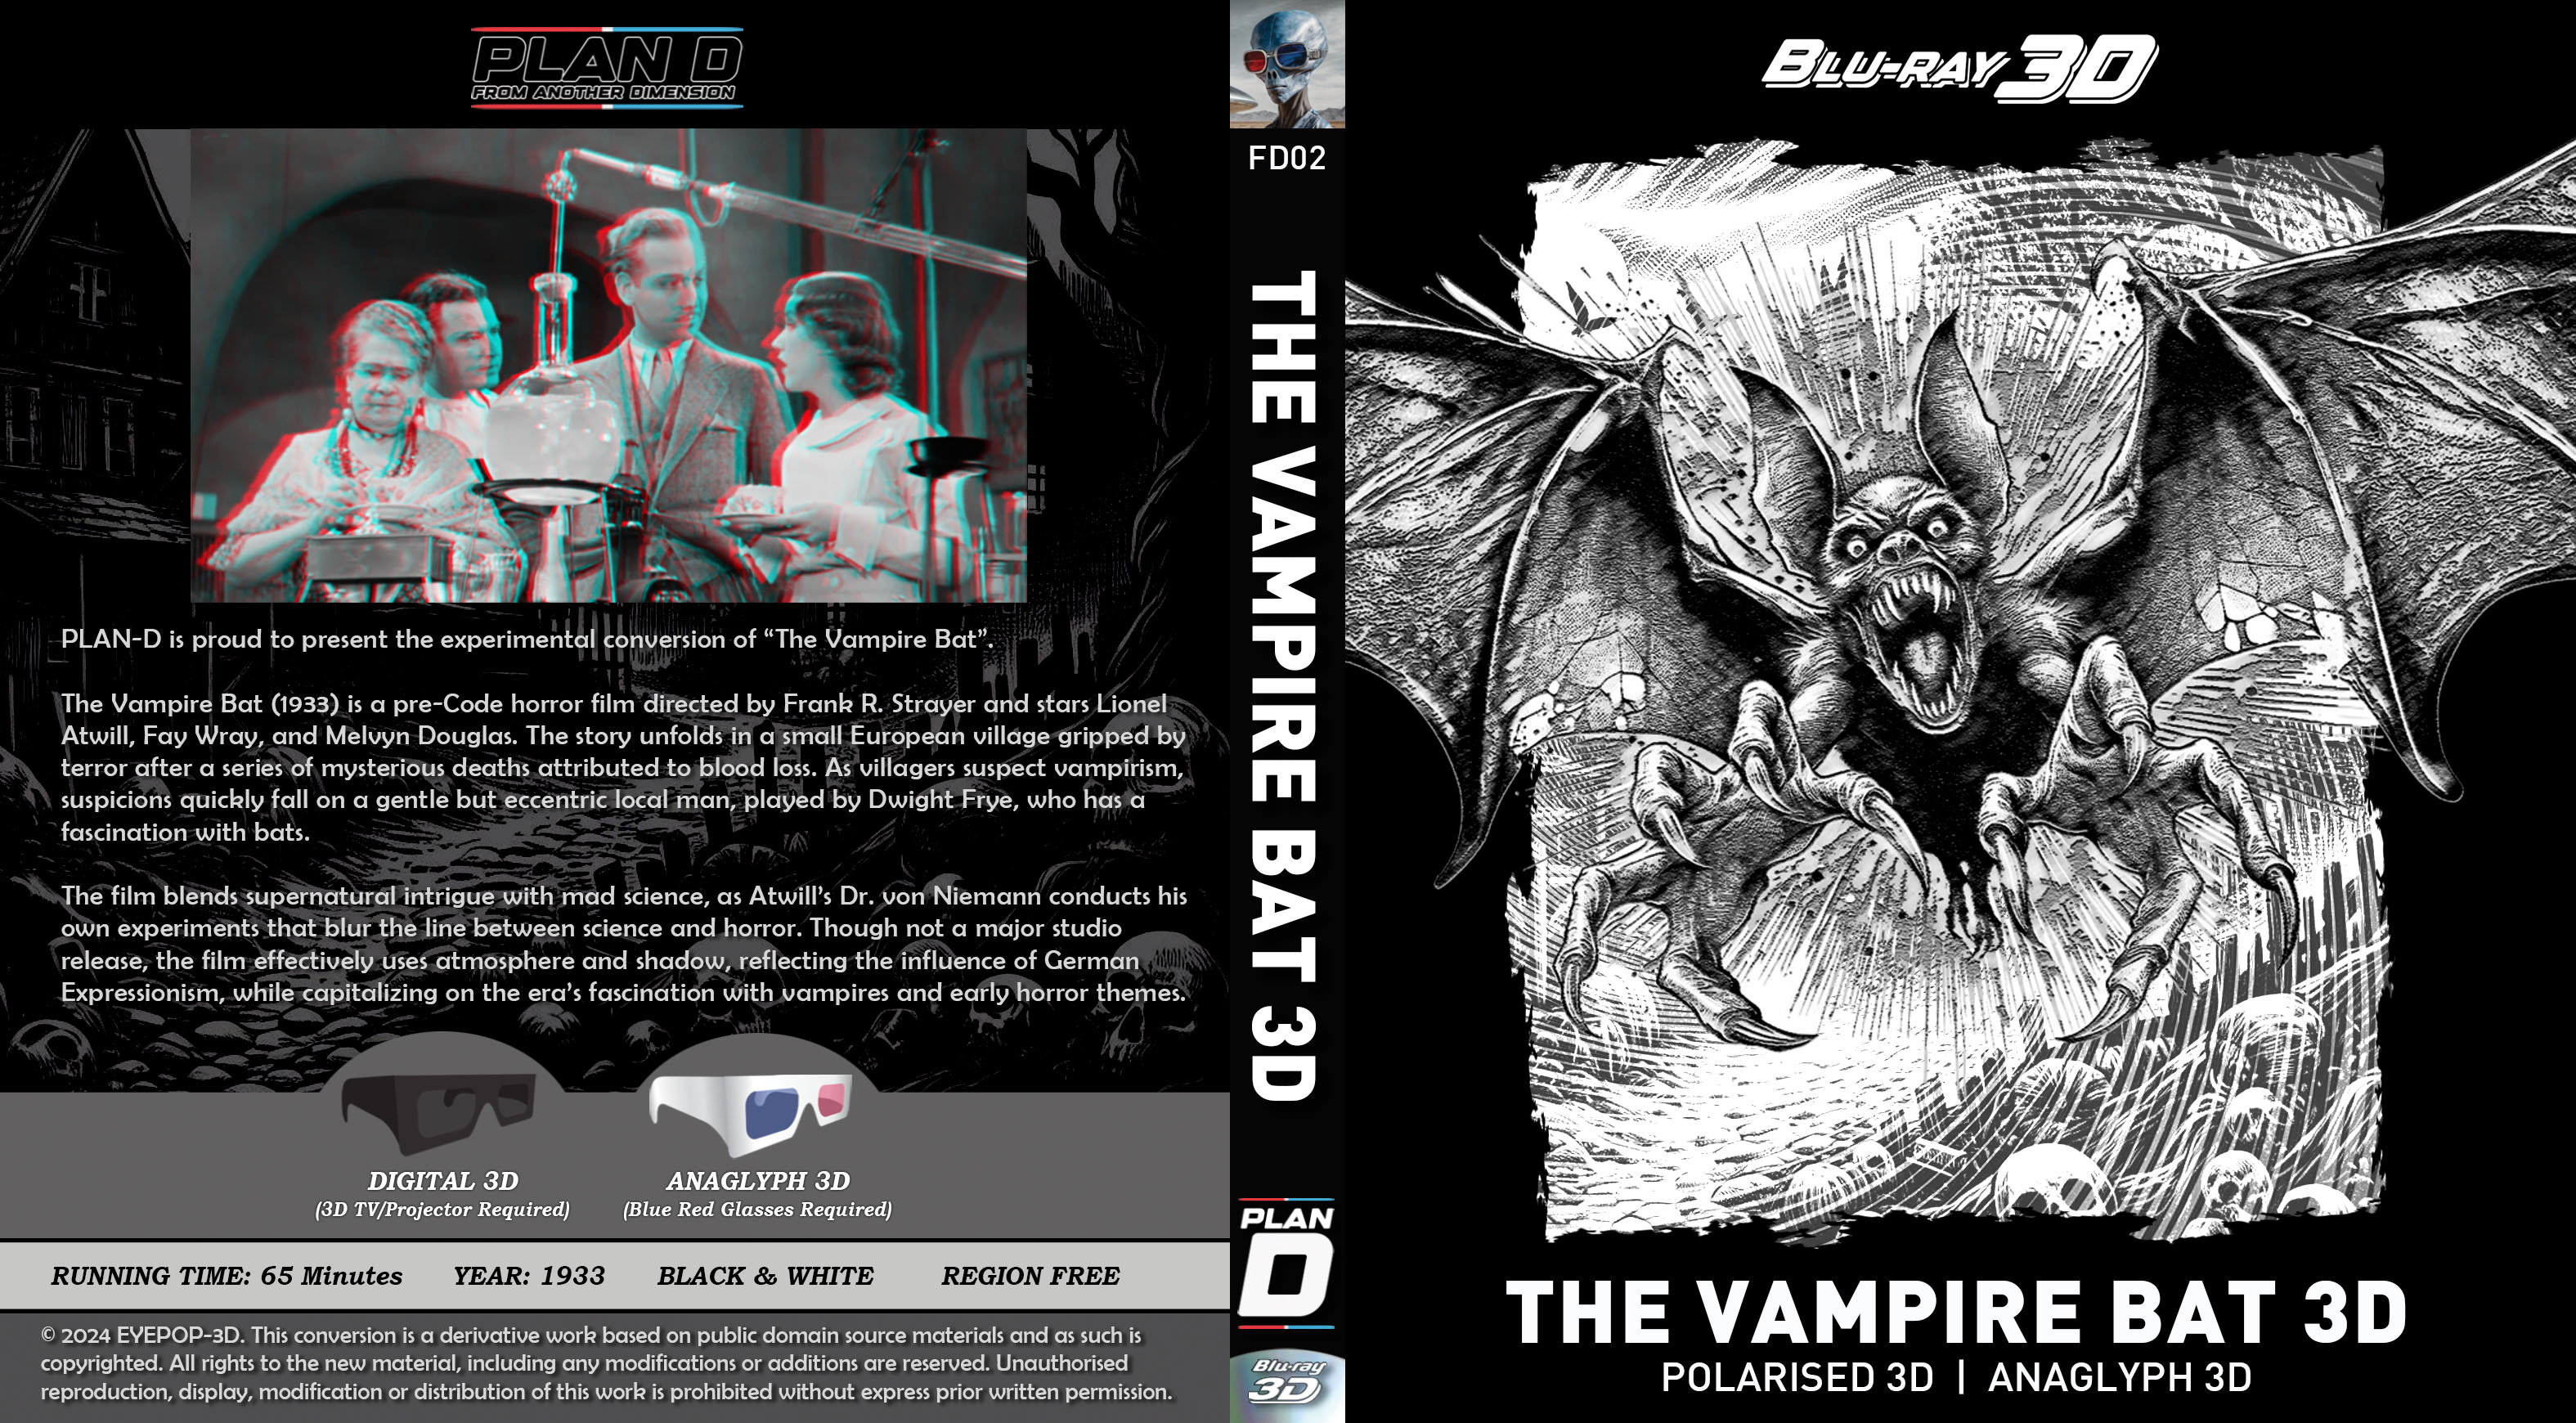 PLAN D
FROM ANOTHER DIMENSION
PLAN-D is proud to present the experimental conversion of “The Vampire Bat”.
The Vampire Bat (1933) is a pre-Code horror film directed by Frank R. Strayer and stars Lionel
Atwill, Fay Wray, and Melvyn Douglas. The story unfolds in a small European village gripped by
terror after a series of mysterious deaths attributed to blood loss. As villagers suspect vampirism,
suspicions quickly fall on a gentle but eccentric local man, played by Dwight Frye, who has a
fascination with bats.
The film blends supernatural intrigue with mad science, as Atwill’s Dr. von Niemann conducts his
own experiments that blur the line between science and horror. Though not a major studio
release, the film effectively uses atmosphere and shadow, reflecting the influence of German
Expressionism, while capitalizing on the era’s fascination with vampires and early horror themes.
DIGITAL 3D
(3D TV/Projector Required)
ANAGLYPH 3D
(Blue Red Glasses Required)
RUNNING TIME: 65 Minutes YEAR: 1933 BLACK & WHITE REGION FREE
© 2024 EYEPOP-3D. This conversion is a derivative work based on public domain source materials and as such is
copyrighted. All rights to the new material, including any modifications or additions are reserved. Unauthorised
reproduction, display, modification or distribution of this work is prohibited without express prior written permission.
FD02
THE VAMPIRE BAT 3D
PLAN
D
Blu-ray
3D
BLU-RAY 3D
THE VAMPIRE BAT 3D
POLARISED 3D | ANAGLYPH 3D